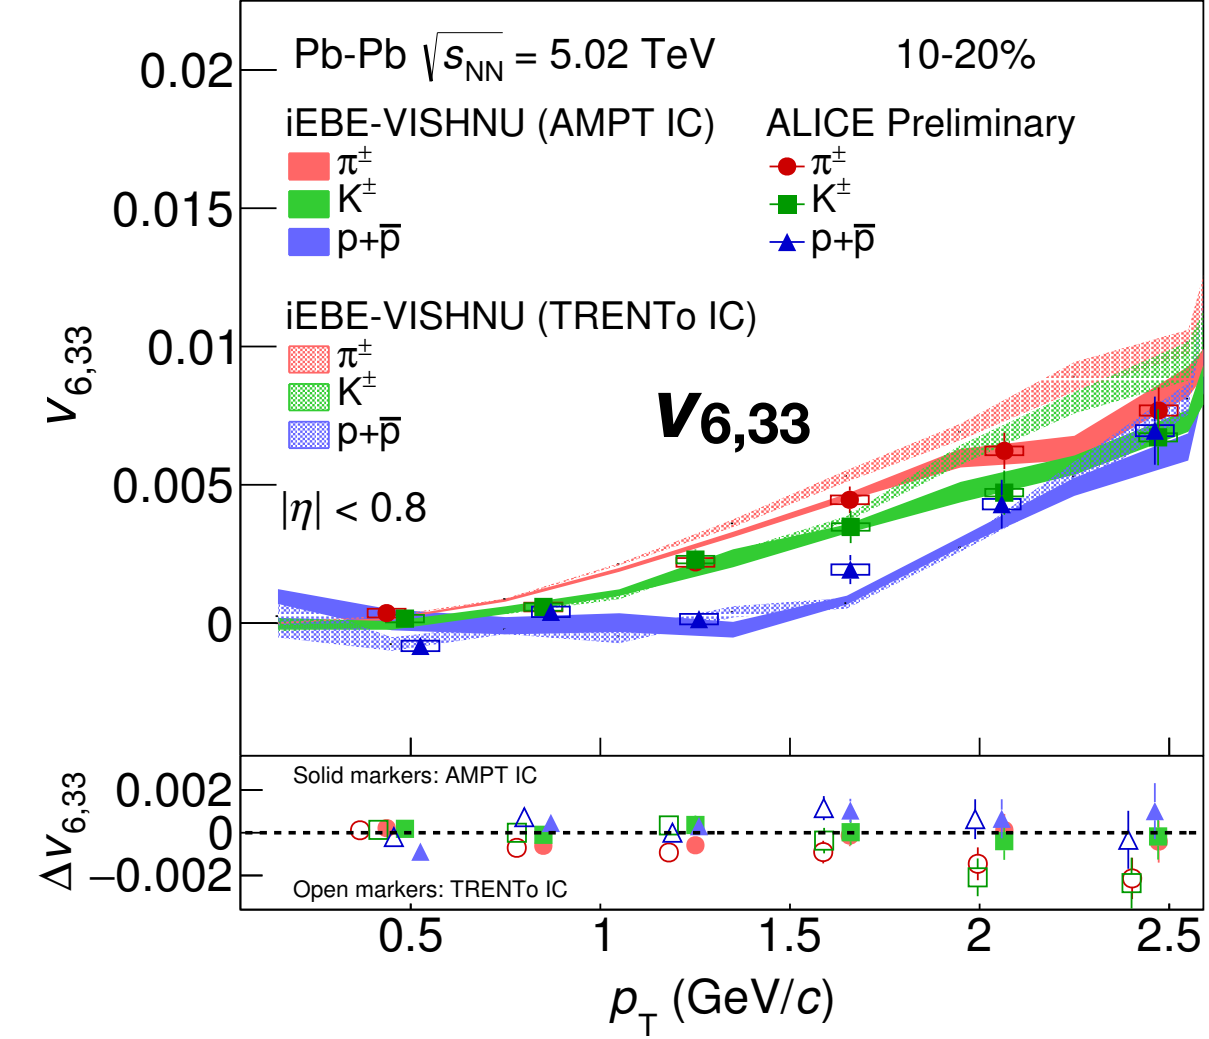 Pb-Pb √s_NN = 5.02 TeV 10-20%
iEBE-VISHNU (AMPT IC) ALICE Preliminary
π± π±
K± K±
p+p̅ p+p̅
iEBE-VISHNU (TRENTo IC)
π±
K±
p+p̅
v6,33
|η| < 0.8
0.02
0.015
0.01
0.005
0
v6,33
Solid markers: AMPT IC
Open markers: TRENTo IC
0.002
0
−0.002
Δv6,33
0.5 1 1.5 2 2.5
pT (GeV/c)